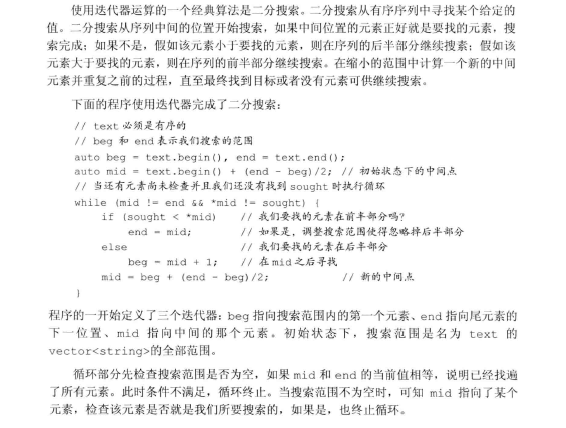 使用迭代器运算的一个经典算法是二分搜索。二分搜索从有序序列中寻找某个给定的
值。二分搜索从序列中间的位置开始搜索，如果中间位置的元素正好就是要找的元素，搜
索完成；如果不是，假如该元素小于要找的元素，则在序列的后半部分继续搜素；假如该
元素大于要找的元素，则在序列的前半部分继续搜索。在缩小的范围中计算一个新的中间
元素并重复之前的过程，直至最终找到目标或者没有元素可供继续搜索。
下面的程序使用迭代器完成了二分搜索：
// text 必须是有序的
// beg 和 end 表示我们搜索的范围
auto beg = text.begin(), end = text.end();
auto mid = text.begin() + (end - beg)/2; // 初始状态下的中间点
// 当还有元素尚未检查并且我们还没有找到 sought 时执行循环
while (mid != end && *mid != sought) {
if (sought < *mid) // 我们要找的元素在前半部分吗？
end = mid; // 如果是，调整搜索范围使得忽略掉后半部分
else // 我们要找的元素在后半部分
beg = mid + 1; // 在 mid 之后寻找
mid = beg + (end - beg)/2; // 新的中间点
}
程序的一开始定义了三个迭代器：beg 指向搜索范围内的第一个元素、end 指向尾元素的
下一位置、mid 指向中间的那个元素。初始状态下，搜索范围是名为 text 的
vector<string>的全部范围。
循环部分先检查搜索范围是否为空，如果 mid 和 end 的当前值相等，说明已经找遍
了所有元素。此时条件不满足，循环终止。当搜索范围不为空时，可知 mid 指向了某个
元素，检查该元素是否就是我们所要搜索的，如果是，也终止循环。